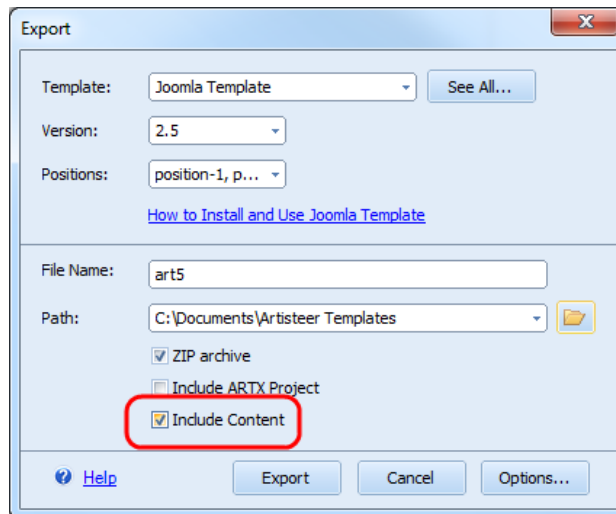 Export
Template: Joomla Template See All...
Version: 2.5
Positions: position-1, p...
How to Install and Use Joomla Template
File Name: art5
Path: C:\Documents\Artisteer Templates
ZIP archive
Include ARTX Project
Include Content
? Help Export Cancel Options...